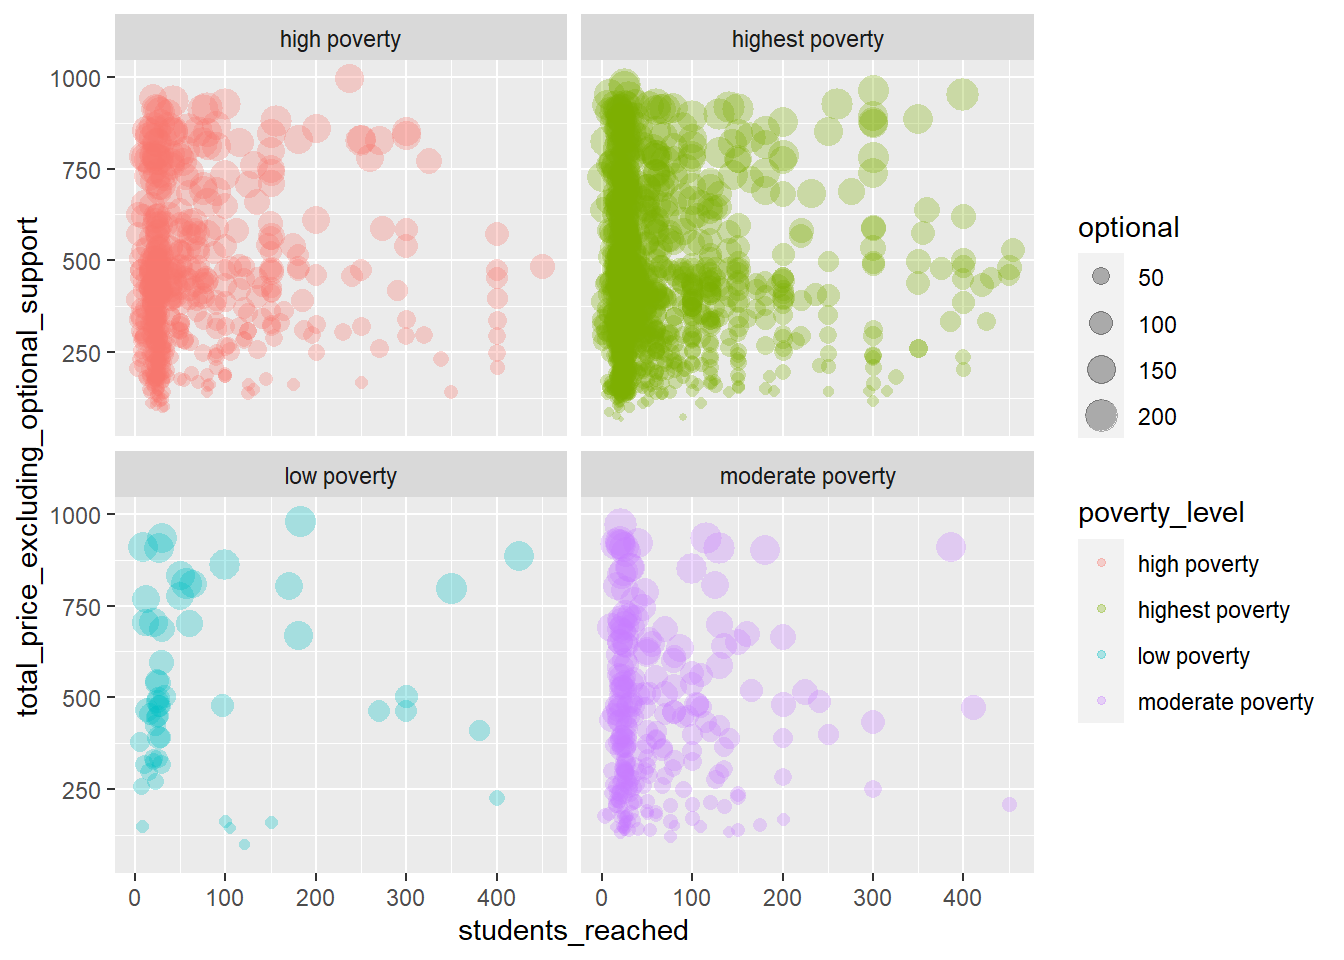 high poverty
highest poverty
1000
750
500
250
low poverty
moderate poverty
1000
750
500
250
0
100
200
300
400
0
100
200
300
400
students_reached
total_price_excluding_optional_support
optional
50
100
150
200
poverty_level
high poverty
highest poverty
low poverty
moderate poverty